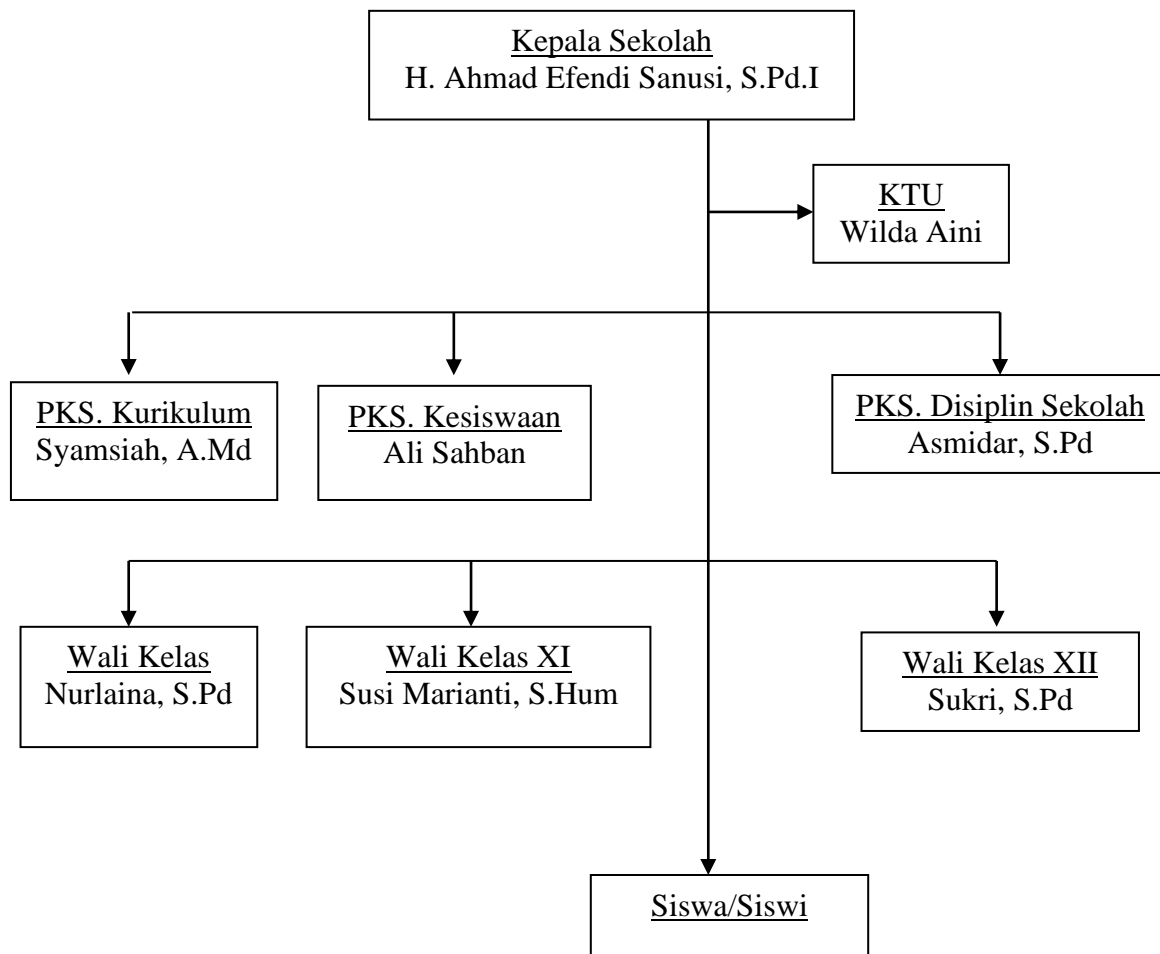 Kepala Sekolah
H. Ahmad Efendi Sanusi, S.Pd.I
KTU
Wilda Aini
PKS. Kurikulum
Syamsiah, A.Md
PKS. Kesiswaan
Ali Sahban
PKS. Disiplin Sekolah
Asmidar, S.Pd
Wali Kelas
Nurlaina, S.Pd
Wali Kelas XI
Susi Marianti, S.Hum
Wali Kelas XII
Sukri, S.Pd
Siswa/Siswi